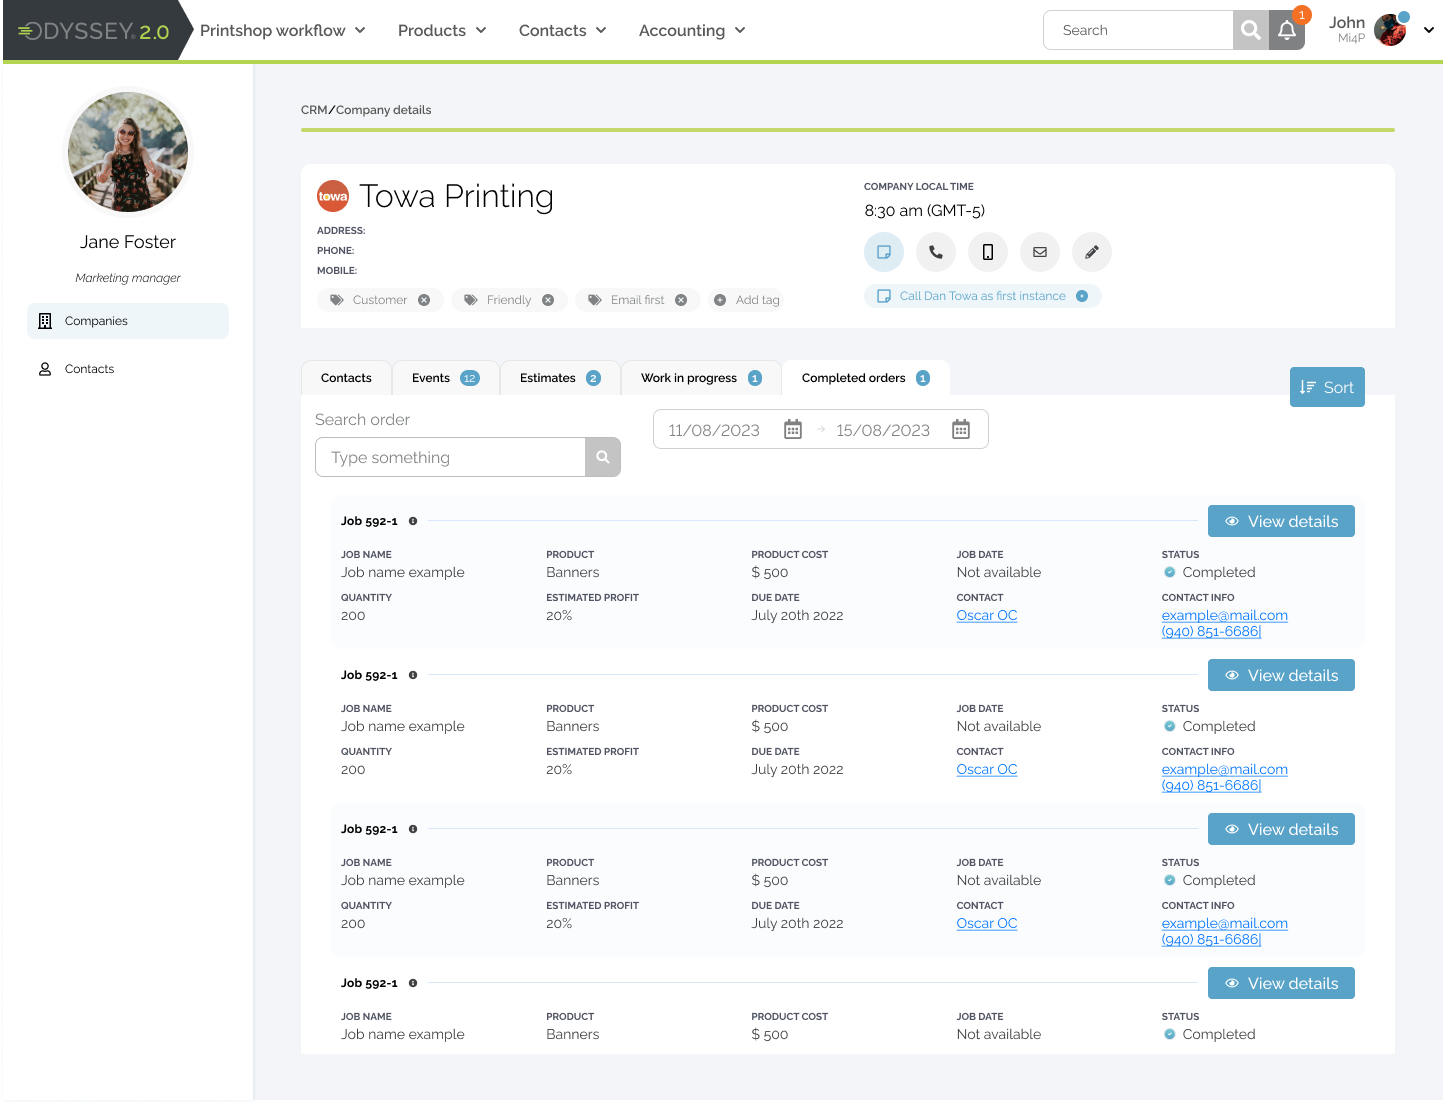 ODYSSEY 2.0
Printshop workflow
Products
Contacts
Accounting
Search
1
John
Mi4P
Jane Foster
Marketing manager
Companies
Contacts
CRM/Company details
towa
Towa Printing
ADDRESS:
PHONE:
MOBILE:
Customer
Friendly
Email first
Add tag
COMPANY LOCAL TIME
8:30 am (GMT-5)
Call Dan Towa as first instance
Contacts
Events 12
Estimates 2
Work in progress 1
Completed orders 1
Sort
Search order
Type something
11/08/2023 → 15/08/2023
Job 592-1
View details
JOB NAME PRODUCT PRODUCT COST JOB DATE STATUS
Job name example Banners $ 500 Not available Completed
QUANTITY ESTIMATED PROFIT DUE DATE CONTACT CONTACT INFO
200 20% July 20th 2022 Oscar OC example@mail.com
(940) 851-6686|
Job 592-1
View details
JOB NAME PRODUCT PRODUCT COST JOB DATE STATUS
Job name example Banners $ 500 Not available Completed
QUANTITY ESTIMATED PROFIT DUE DATE CONTACT CONTACT INFO
200 20% July 20th 2022 Oscar OC example@mail.com
(940) 851-6686|
Job 592-1
View details
JOB NAME PRODUCT PRODUCT COST JOB DATE STATUS
Job name example Banners $ 500 Not available Completed
QUANTITY ESTIMATED PROFIT DUE DATE CONTACT CONTACT INFO
200 20% July 20th 2022 Oscar OC example@mail.com
(940) 851-6686|
Job 592-1
View details
JOB NAME PRODUCT PRODUCT COST JOB DATE STATUS
Job name example Banners $ 500 Not available Completed